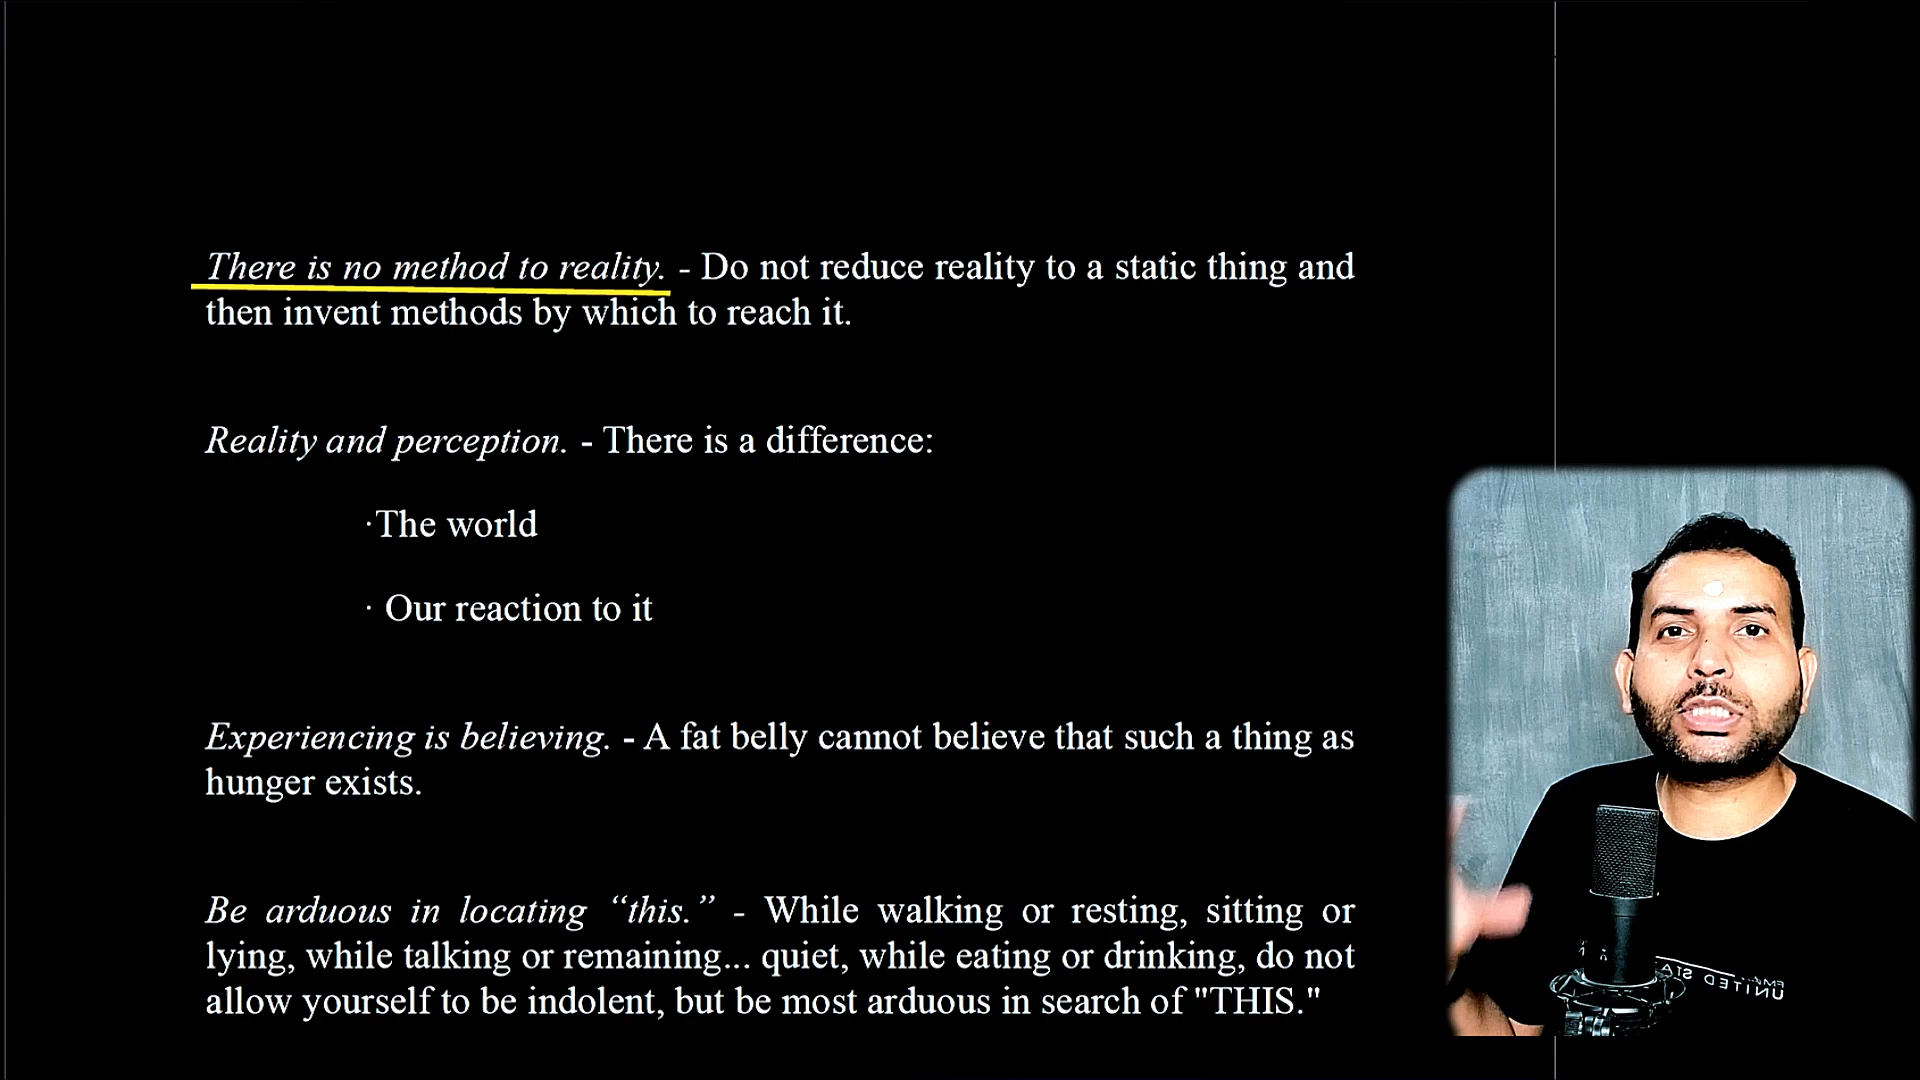 There is no method to reality. - Do not reduce reality to a static thing and
then invent methods by which to reach it.
Reality and perception. - There is a difference:
·The world
· Our reaction to it
Experiencing is believing. - A fat belly cannot believe that such a thing as
hunger exists.
Be arduous in locating “this.” - While walking or resting, sitting or
lying, while talking or remaining... quiet, while eating or drinking, do not
allow yourself to be indolent, but be most arduous in search of "THIS."
UNITED STA